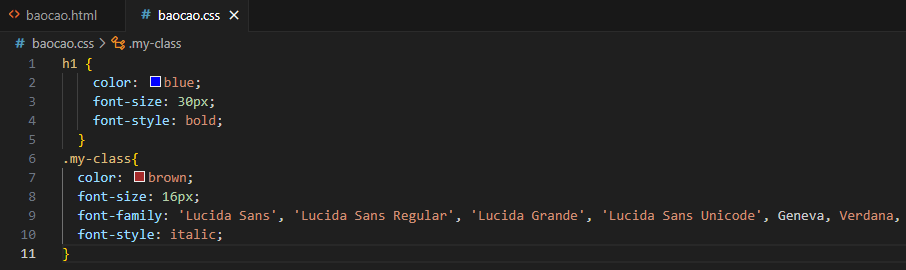 baocao.html # baocao.css ×
# baocao.css > .my-class
1 h1 {
2 color: blue;
3 font-size: 30px;
4 font-style: bold;
5 }
6 .my-class{
7 color: brown;
8 font-size: 16px;
9 font-family: 'Lucida Sans', 'Lucida Sans Regular', 'Lucida Grande', 'Lucida Sans Unicode', Geneva, Verdana,
10 font-style: italic;
11 }